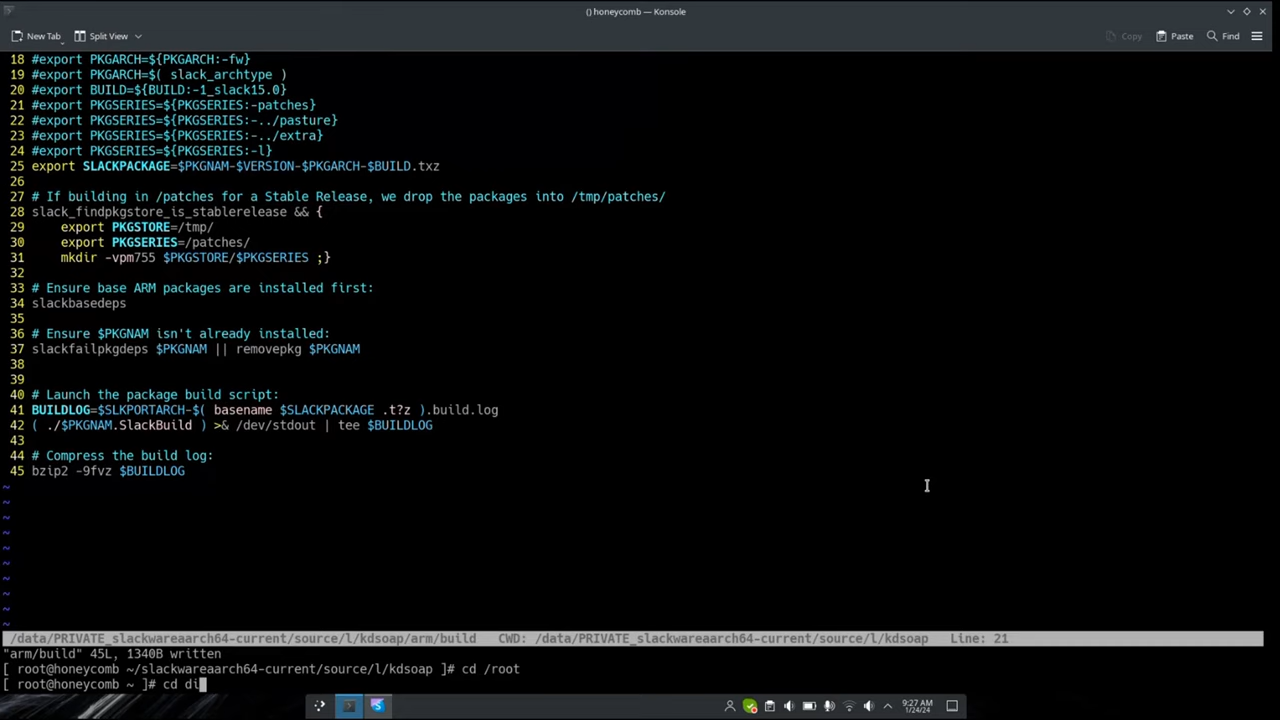 () honeycomb — Konsole
New Tab Split View Copy Paste Find
18 #export PKGARCH=${PKGARCH:-fw}
19 #export PKGARCH=$( slack_archtype )
20 #export BUILD=${BUILD:-1_slack15.0}
21 #export PKGSERIES=${PKGSERIES:-patches}
22 #export PKGSERIES=${PKGSERIES:-../pasture}
23 #export PKGSERIES=${PKGSERIES:-../extra}
24 #export PKGSERIES=${PKGSERIES:-l}
25 export SLACKPACKAGE=$PKGNAM-$VERSION-$PKGARCH-$BUILD.txz
26
27 # If building in /patches for a Stable Release, we drop the packages into /tmp/patches/
28 slack_findpkgstore_is_stablerelease && {
29 export PKGSTORE=/tmp/
30 export PKGSERIES=/patches/
31 mkdir -vpm755 $PKGSTORE/$PKGSERIES ;}
32
33 # Ensure base ARM packages are installed first:
34 slackbasedeps
35
36 # Ensure $PKGNAM isn't already installed:
37 slackfailpkgdeps $PKGNAM || removepkg $PKGNAM
38
39
40 # Launch the package build script:
41 BUILDLOG=$SLKPORTARCH-$( basename $SLACKPACKAGE .t?z ).build.log
42 ( ./$PKGNAM.SlackBuild ) >& /dev/stdout | tee $BUILDLOG
43
44 # Compress the build log:
45 bzip2 -9fvz $BUILDLOG
~
~
~
~
~
~
~
~
~
/data/PRIVATE_slackwareaarch64-current/source/l/kdsoap/arm/build CWD: /data/PRIVATE_slackwareaarch64-current/source/l/kdsoap Line: 21
"arm/build" 45L, 1340B written
[ root@honeycomb ~/slackwareaarch64-current/source/l/kdsoap ]# cd /root
[ root@honeycomb ~ ]# cd di
9:27 AM
1/24/24